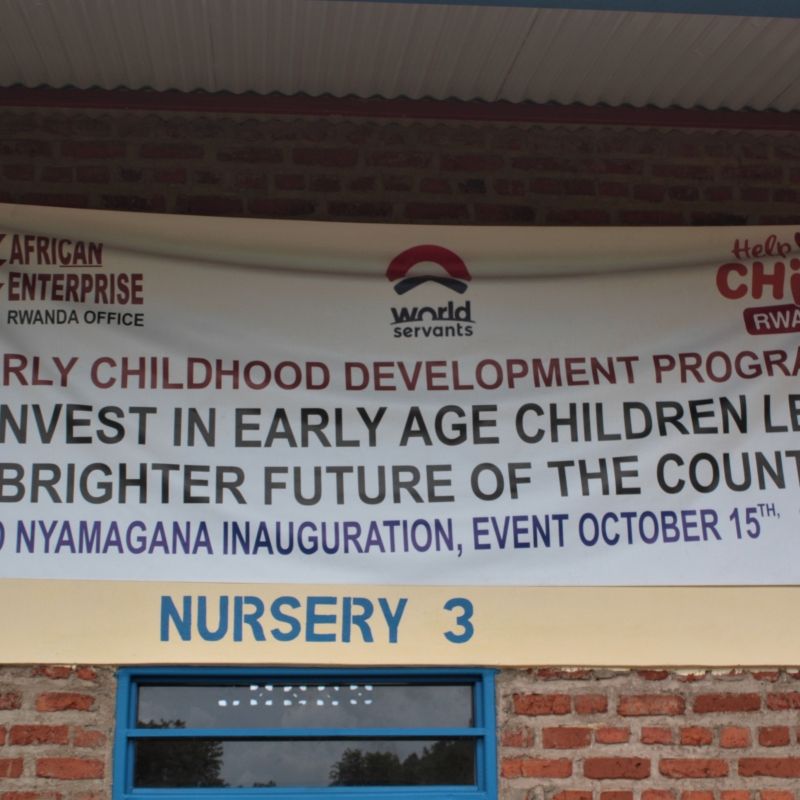 AFRICAN
ENTERPRISE
RWANDA OFFICE
world
servants
Help
CHI
RWA
RLY CHILDHOOD DEVELOPMENT PROGRA
NVEST IN EARLY AGE CHILDREN LE
BRIGHTER FUTURE OF THE COUNT
D NYAMAGANA INAUGURATION, EVENT OCTOBER 15TH,
NURSERY 3